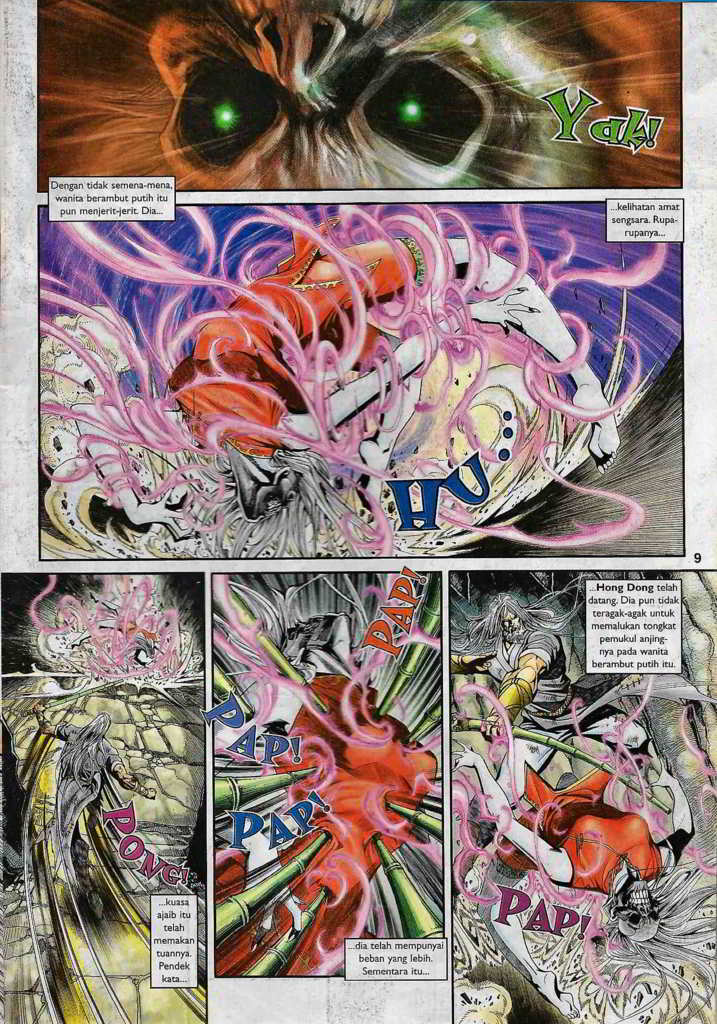 Yak!
Dengan tidak semena-mena,
wanita berambut putih itu
pun menjerit-jerit. Dia...
...kelihatan amat
sengsara. Rupa-
rupanya...
HU...
9
PONG!
...kuasa
ajaib itu
telah
memakan
tuannya.
Pendek
kata...
PAP!
PAP!
PAP!
PAP!
...dia telah mempunyai
beban yang lebih.
Sementara itu...
...Hong Dong telah
datang. Dia pun tidak
teragak-agak untuk
memalukan tongkat
pemukul anjing-
nya pada wanita
berambut putih itu.
PAP!